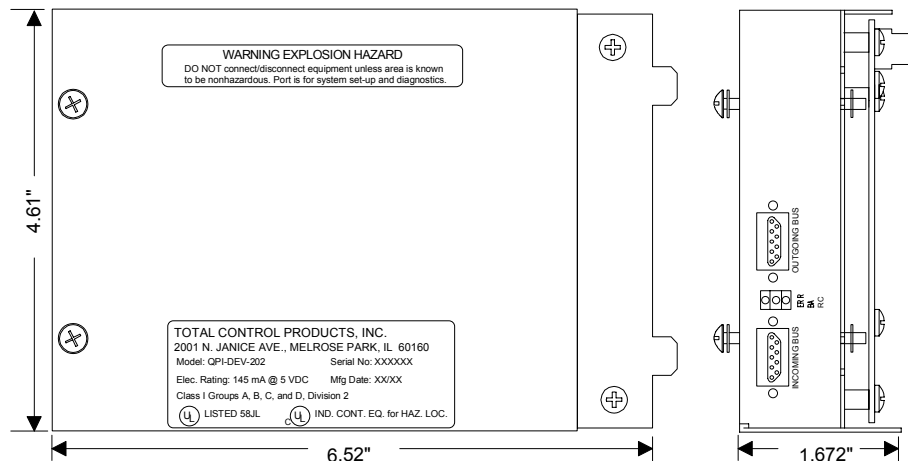 WARNING EXPLOSION HAZARD
DO NOT connect/disconnect equipment unless area is known
to be nonhazardous. Port is for system set-up and diagnostics.
4.61"
TOTAL CONTROL PRODUCTS, INC.
2001 N. JANICE AVE., MELROSE PARK, IL 60160
Model: QPI-DEV-202 Serial No: XXXXXX
Elec. Rating: 145 mA @ 5 VDC Mfg Date: XX/XX
Class I Groups A, B, C, and D, Division 2
UL LISTED 58JL C UL IND. CONT. EQ. for HAZ. LOC.
6.52"
OUTGOING BUS
ERR
BA
RC
INCOMING BUS
1.672"